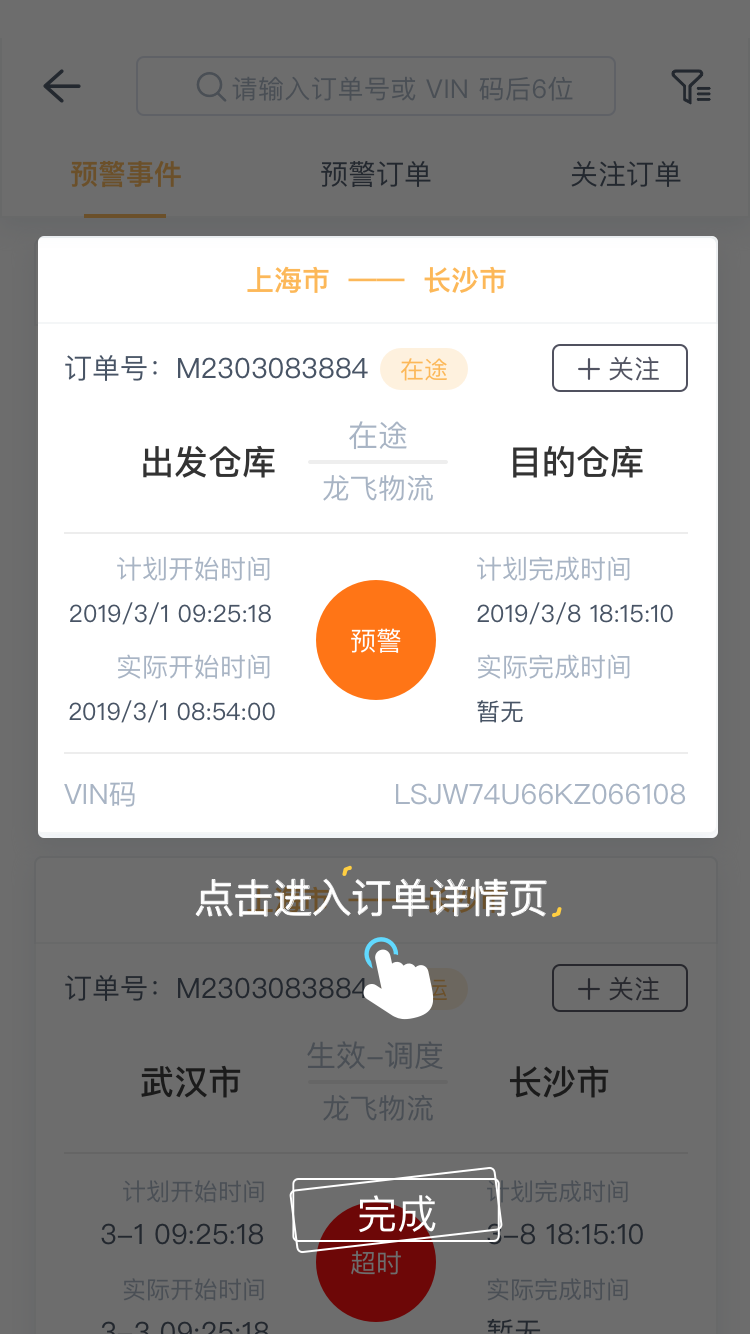 请输入订单号或 VIN 码后6位
预警事件 预警订单 关注订单
上海市 —— 长沙市
订单号：M2303083884 在途 ＋关注
出发仓库 在途 目的仓库
龙飞物流
计划开始时间 计划完成时间
2019/3/1 09:25:18 2019/3/8 18:15:10
预警
实际开始时间 实际完成时间
2019/3/1 08:54:00 暂无
VIN码 LSJW74U66KZ066108
点击进入订单详情页
订单号：M2303083884 ＋关注
武汉市 生效-调度 长沙市
龙飞物流
计划开始时间 计划完成时间
完成
3-1 09:25:18 3-8 18:15:10
超时
实际开始时间 实际完成时间
3-3 09:25:18 暂无